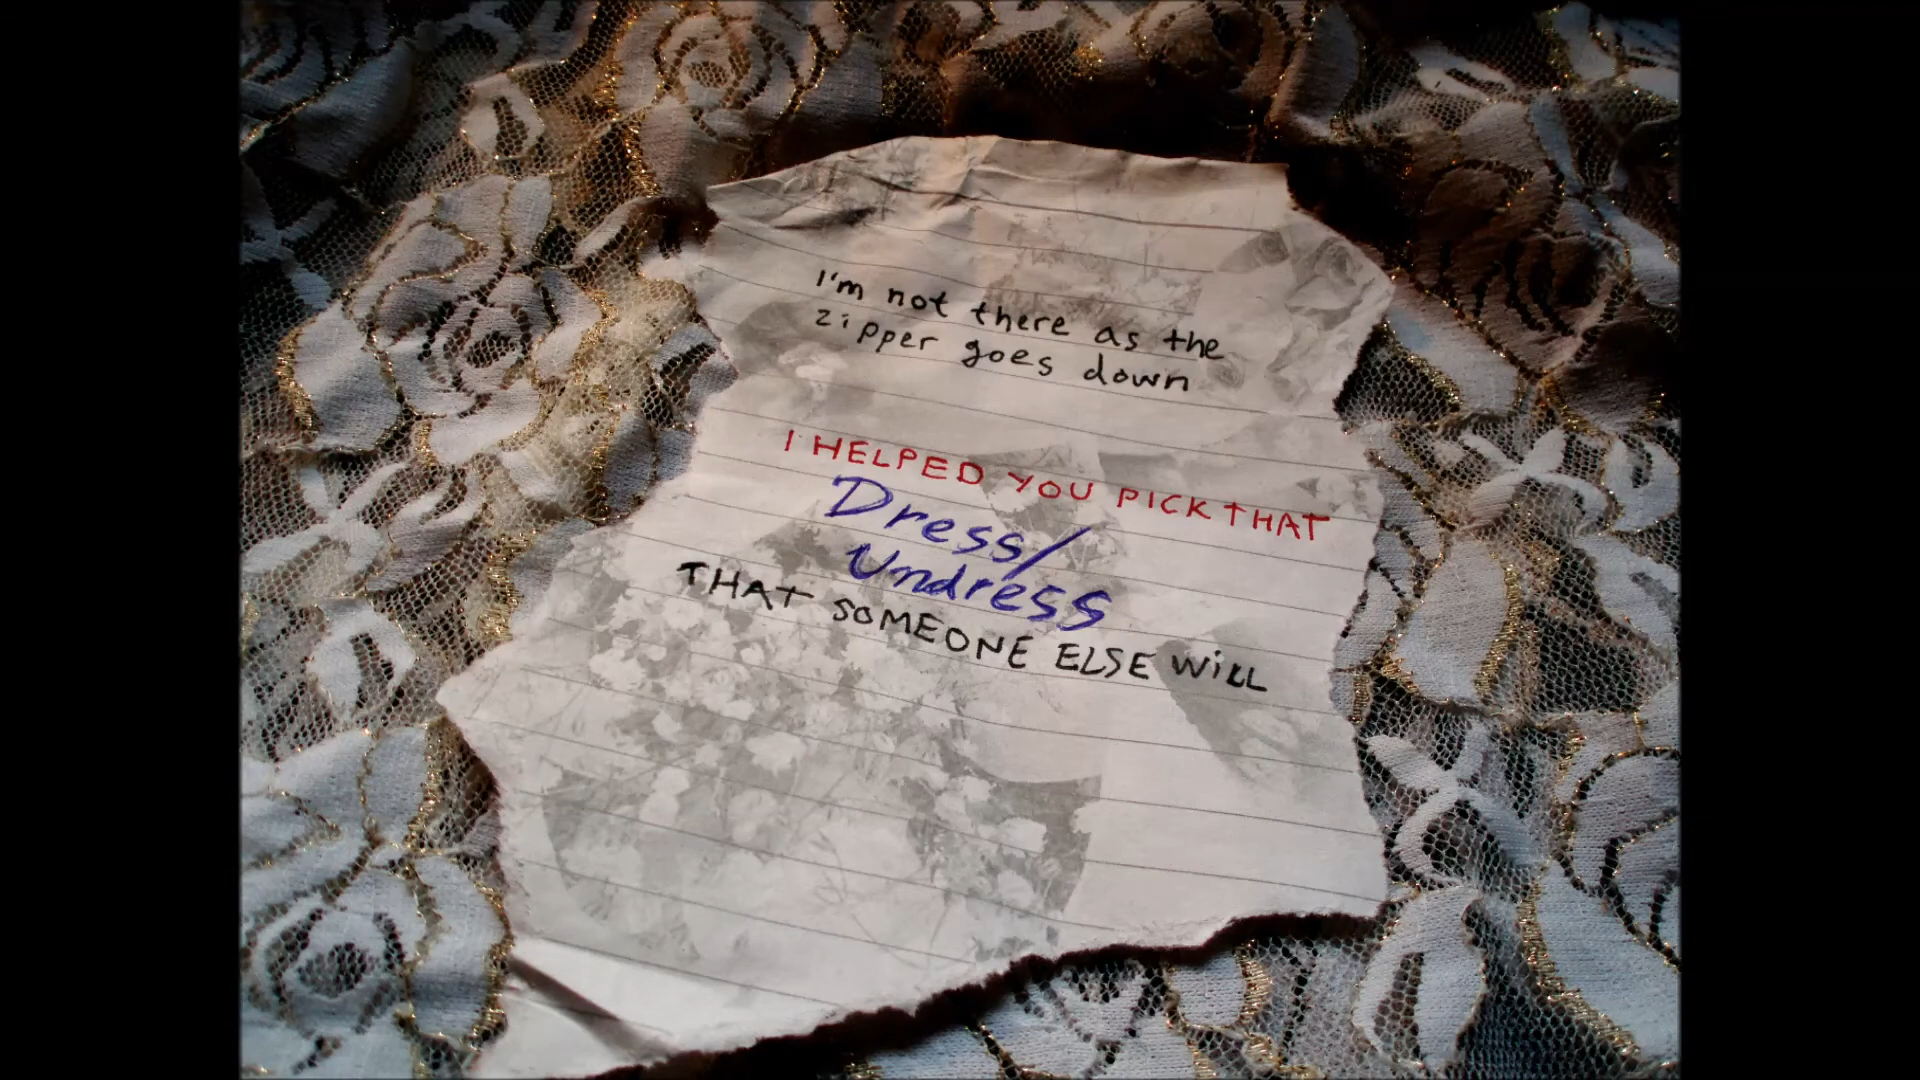 I'm not there as the
zipper goes down
I HELPED YOU PICK THAT
Dress/
Undress
THAT SOMEONE ELSE WiLL